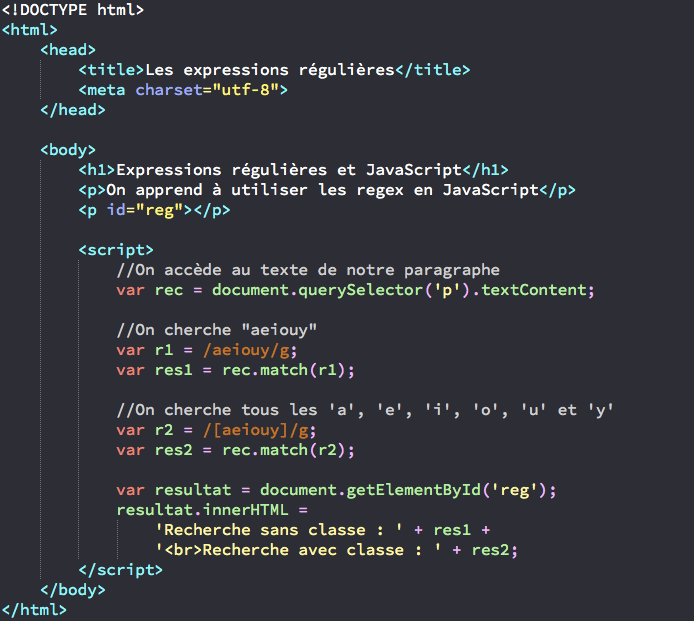 <!DOCTYPE html>
<html>
    <head>
        <title>Les expressions régulières</title>
        <meta charset="utf-8">
    </head>

    <body>
        <h1>Expressions régulières et JavaScript</h1>
        <p>On apprend à utiliser les regex en JavaScript</p>
        <p id="reg"></p>

        <script>
            //On accède au texte de notre paragraphe
            var rec = document.querySelector('p').textContent;

            //On cherche "aeiouy"
            var r1 = /aeiouy/g;
            var res1 = rec.match(r1);

            //On cherche tous les 'a', 'e', 'i', 'o', 'u' et 'y'
            var r2 = /[aeiouy]/g;
            var res2 = rec.match(r2);

            var resultat = document.getElementById('reg');
            resultat.innerHTML =
                'Recherche sans classe : ' + res1 +
                '<br>Recherche avec classe : ' + res2;
        </script>
    </body>
</html>